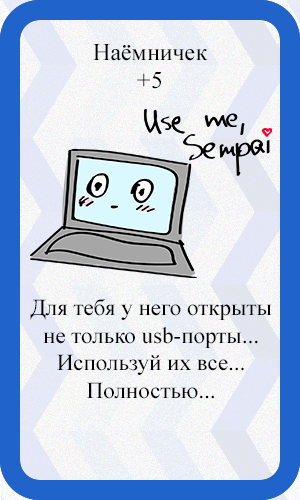 Наёмничек
+5
Use me,
Sempai
Для тебя у него открыты
не только usb-порты...
Используй их все...
Полностью...